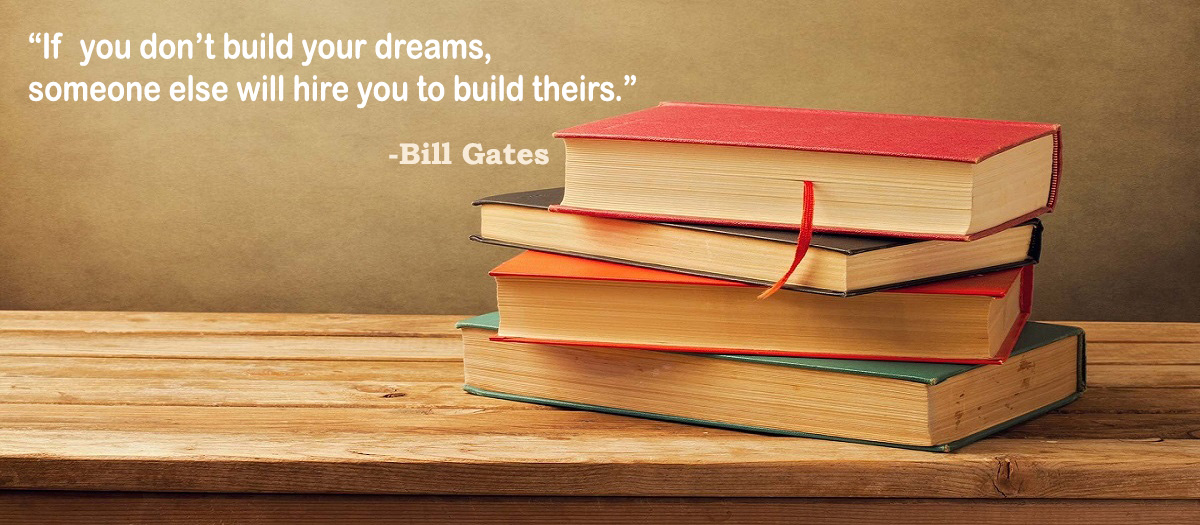 “If  you don’t build your dreams,
someone else will hire you to build theirs.”
-Bill Gates